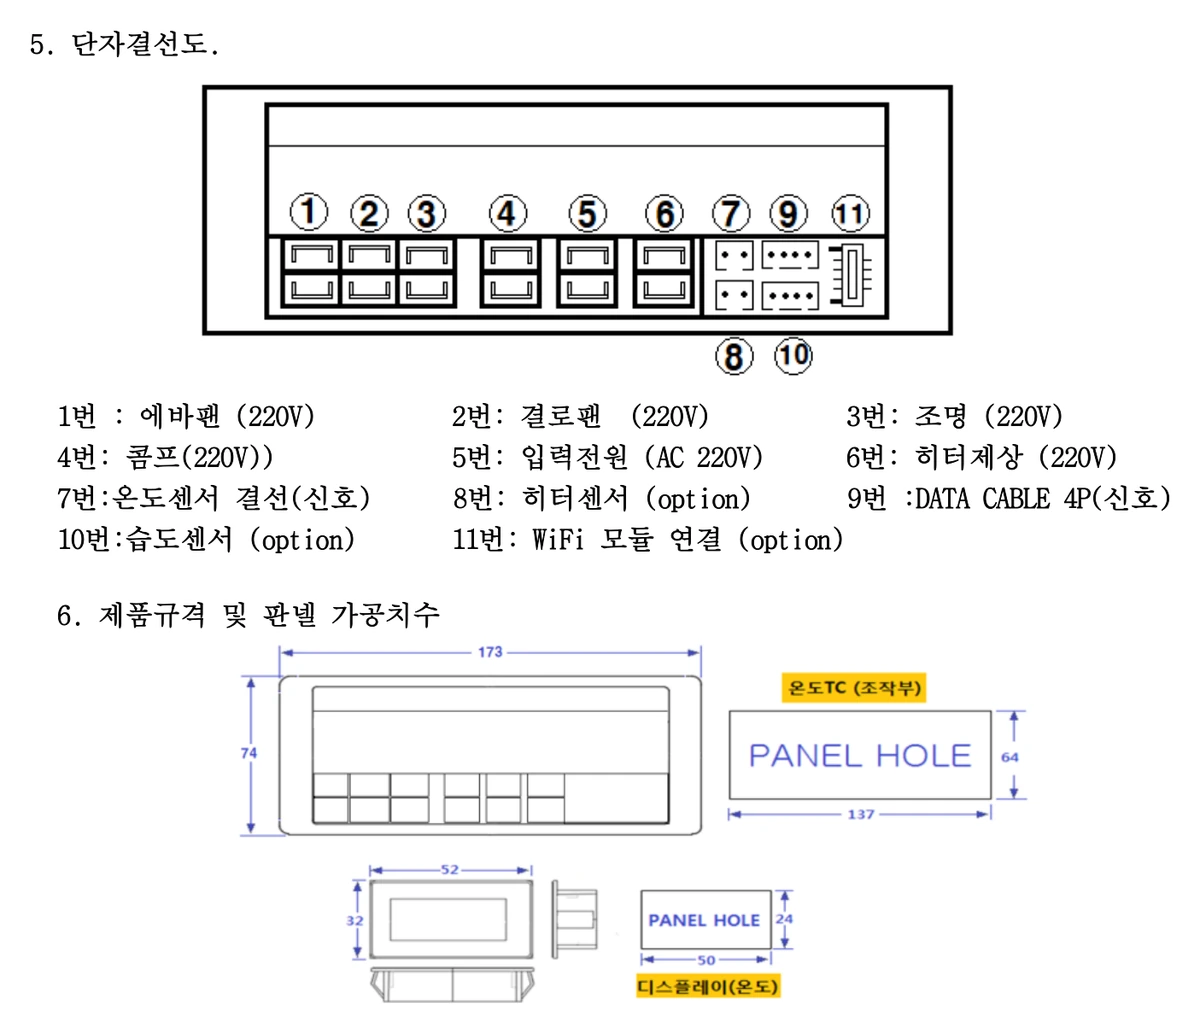 5. 단자결선도.
① ② ③ ④ ⑤ ⑥ ⑦ ⑨ ⑪
⑧ ⑩
1번 : 에바팬 (220V) 2번: 결로팬 (220V) 3번: 조명 (220V)
4번: 콤프(220V)) 5번: 입력전원 (AC 220V) 6번: 히터제상 (220V)
7번:온도센서 결선(신호) 8번: 히터센서 (option) 9번 :DATA CABLE 4P(신호)
10번:습도센서 (option) 11번: WiFi 모듈 연결 (option)
6. 제품규격 및 판넬 가공치수
173
74
온도TC (조작부)
PANEL HOLE
64
137
52
32
PANEL HOLE
24
50
디스플레이(온도)